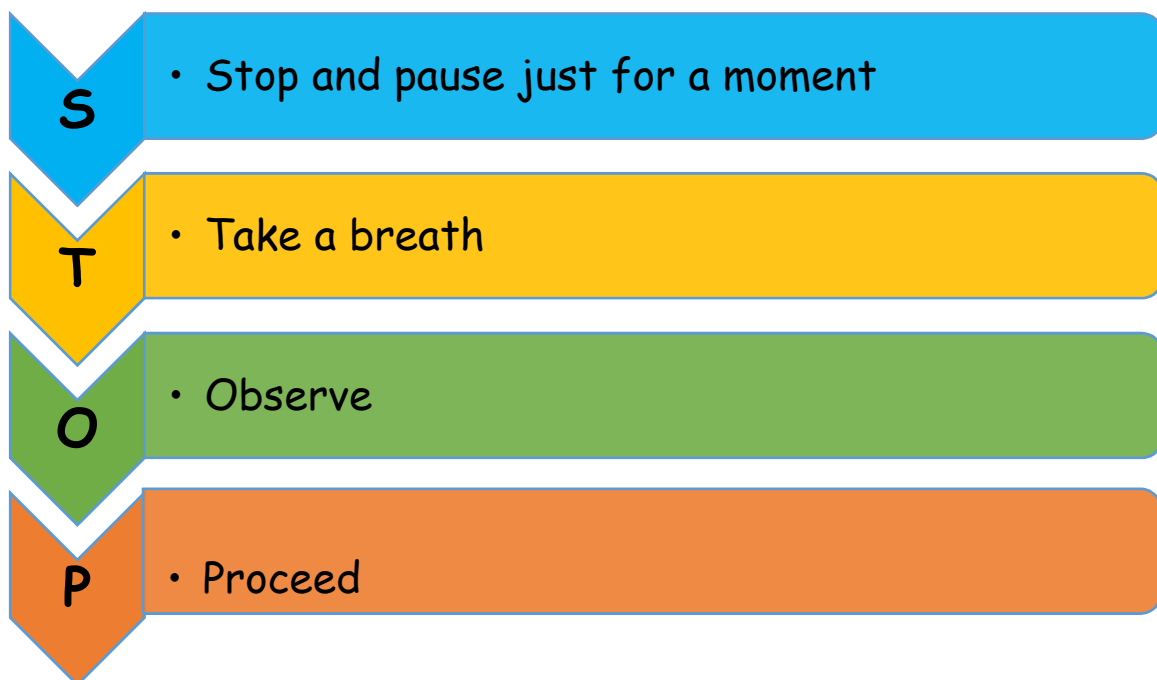 S
• Stop and pause just for a moment
T
• Take a breath
O
• Observe
P
• Proceed